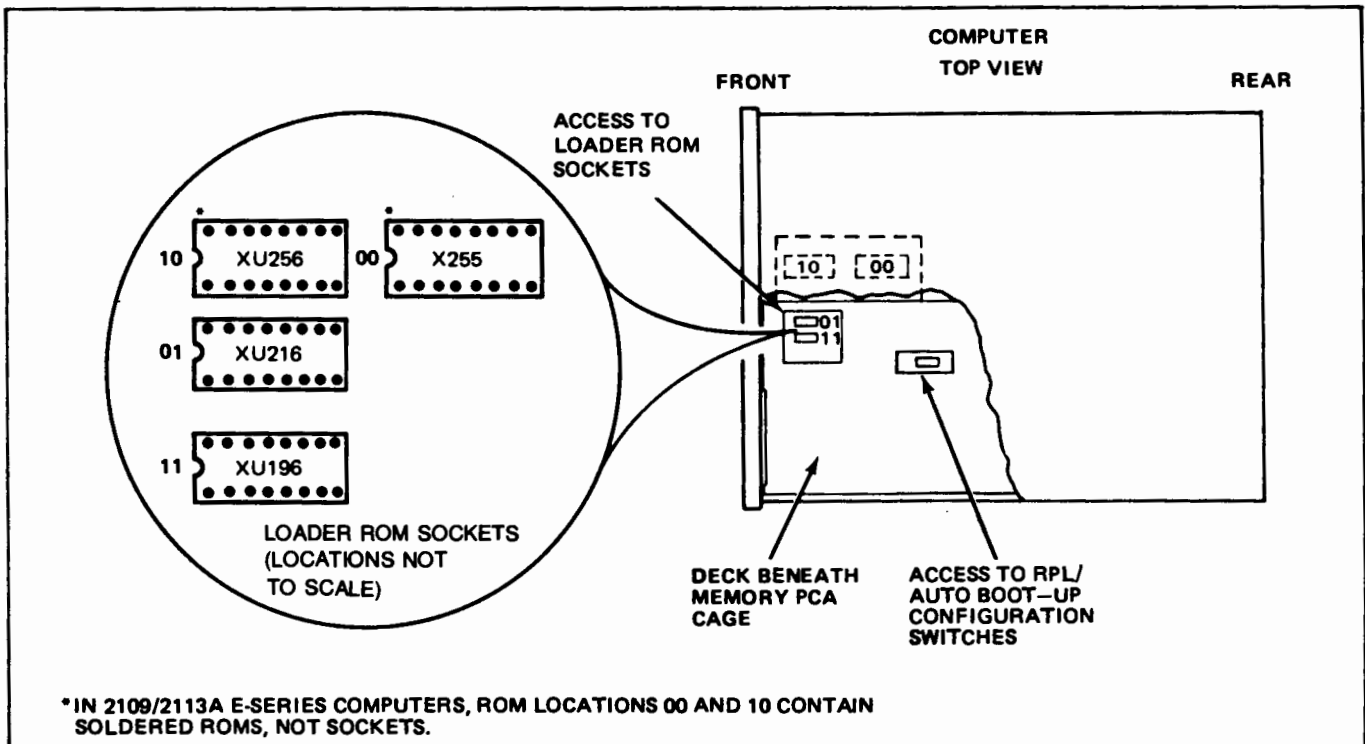 COMPUTER
TOP VIEW
FRONT
REAR
ACCESS TO
LOADER ROM
SOCKETS
*
*
10
XU256
00
X255
01
XU216
11
XU196
LOADER ROM SOCKETS
(LOCATIONS NOT
TO SCALE)
10
00
01
11
DECK BENEATH
MEMORY PCA
CAGE
ACCESS TO RPL/
AUTO BOOT-UP
CONFIGURATION
SWITCHES
*IN 2109/2113A E-SERIES COMPUTERS, ROM LOCATIONS 00 AND 10 CONTAIN
SOLDERED ROMS, NOT SOCKETS.